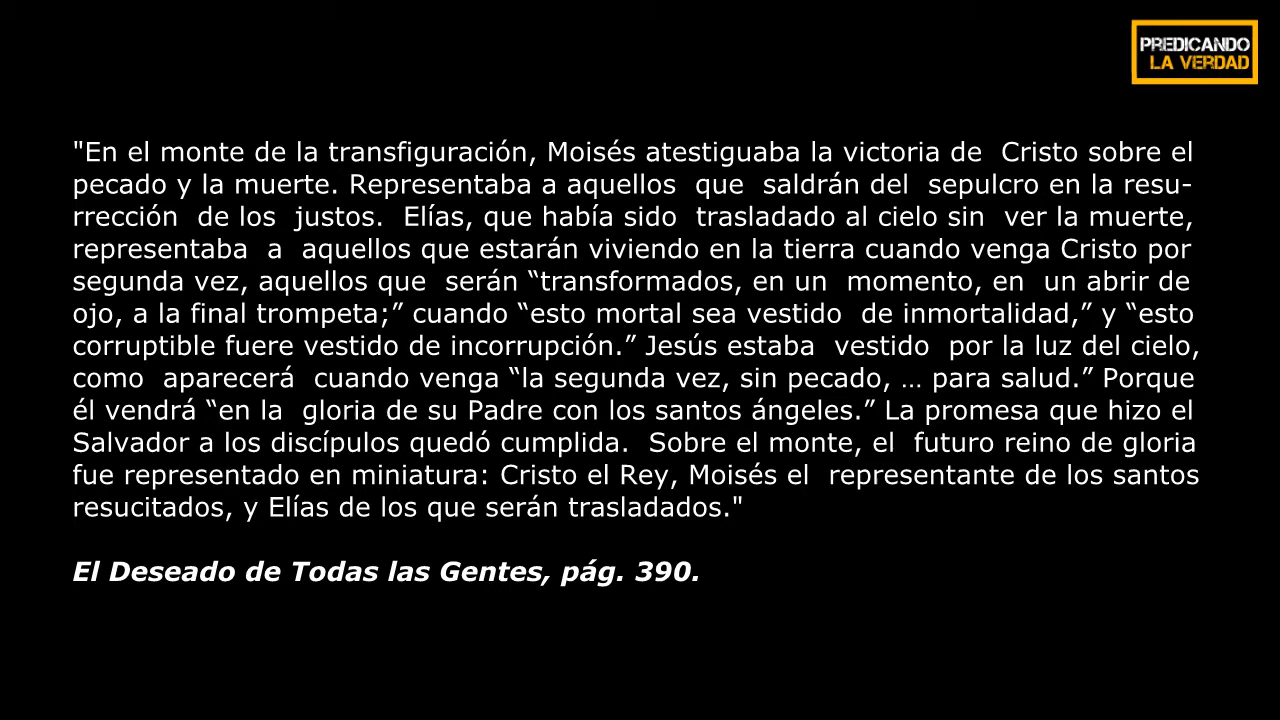 PREDICANDO
LA VERDAD
"En el monte de la transfiguración, Moisés atestiguaba la victoria de Cristo sobre el
pecado y la muerte. Representaba a aquellos que saldrán del sepulcro en la resu-
rrección de los justos. Elías, que había sido trasladado al cielo sin ver la muerte,
representaba a aquellos que estarán viviendo en la tierra cuando venga Cristo por
segunda vez, aquellos que serán “transformados, en un momento, en un abrir de
ojo, a la final trompeta;” cuando “esto mortal sea vestido de inmortalidad,” y “esto
corruptible fuere vestido de incorrupción.” Jesús estaba vestido por la luz del cielo,
como aparecerá cuando venga “la segunda vez, sin pecado, … para salud.” Porque
él vendrá “en la gloria de su Padre con los santos ángeles.” La promesa que hizo el
Salvador a los discípulos quedó cumplida. Sobre el monte, el futuro reino de gloria
fue representado en miniatura: Cristo el Rey, Moisés el representante de los santos
resucitados, y Elías de los que serán trasladados."
El Deseado de Todas las Gentes, pág. 390.